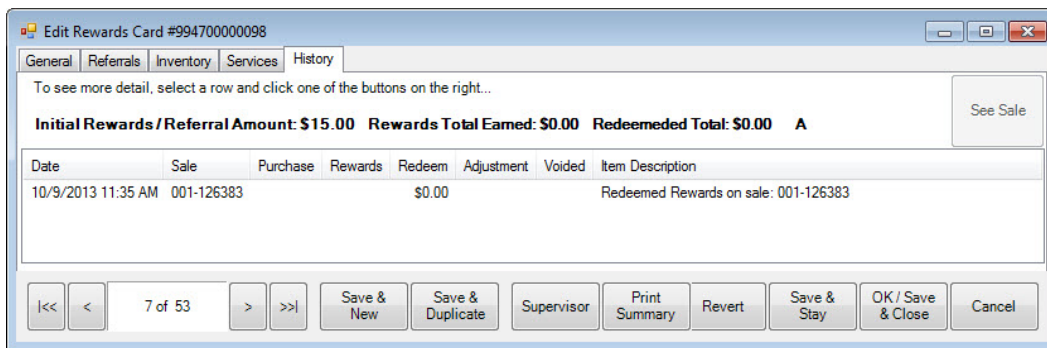 Edit Rewards Card #994700000098
General Referrals Inventory Services History
To see more detail, select a row and click one of the buttons on the right...
See Sale
Initial Rewards / Referral Amount: $15.00 Rewards Total Earned: $0.00 Redeemeded Total: $0.00 A
Date Sale Purchase Rewards Redeem Adjustment Voided Item Description
10/9/2013 11:35 AM 001-126383 $0.00 Redeemed Rewards on sale: 001-126383
|<< < 7 of 53 > >>| Save & New Save & Duplicate Supervisor Print Summary Revert Save & Stay OK / Save & Close Cancel